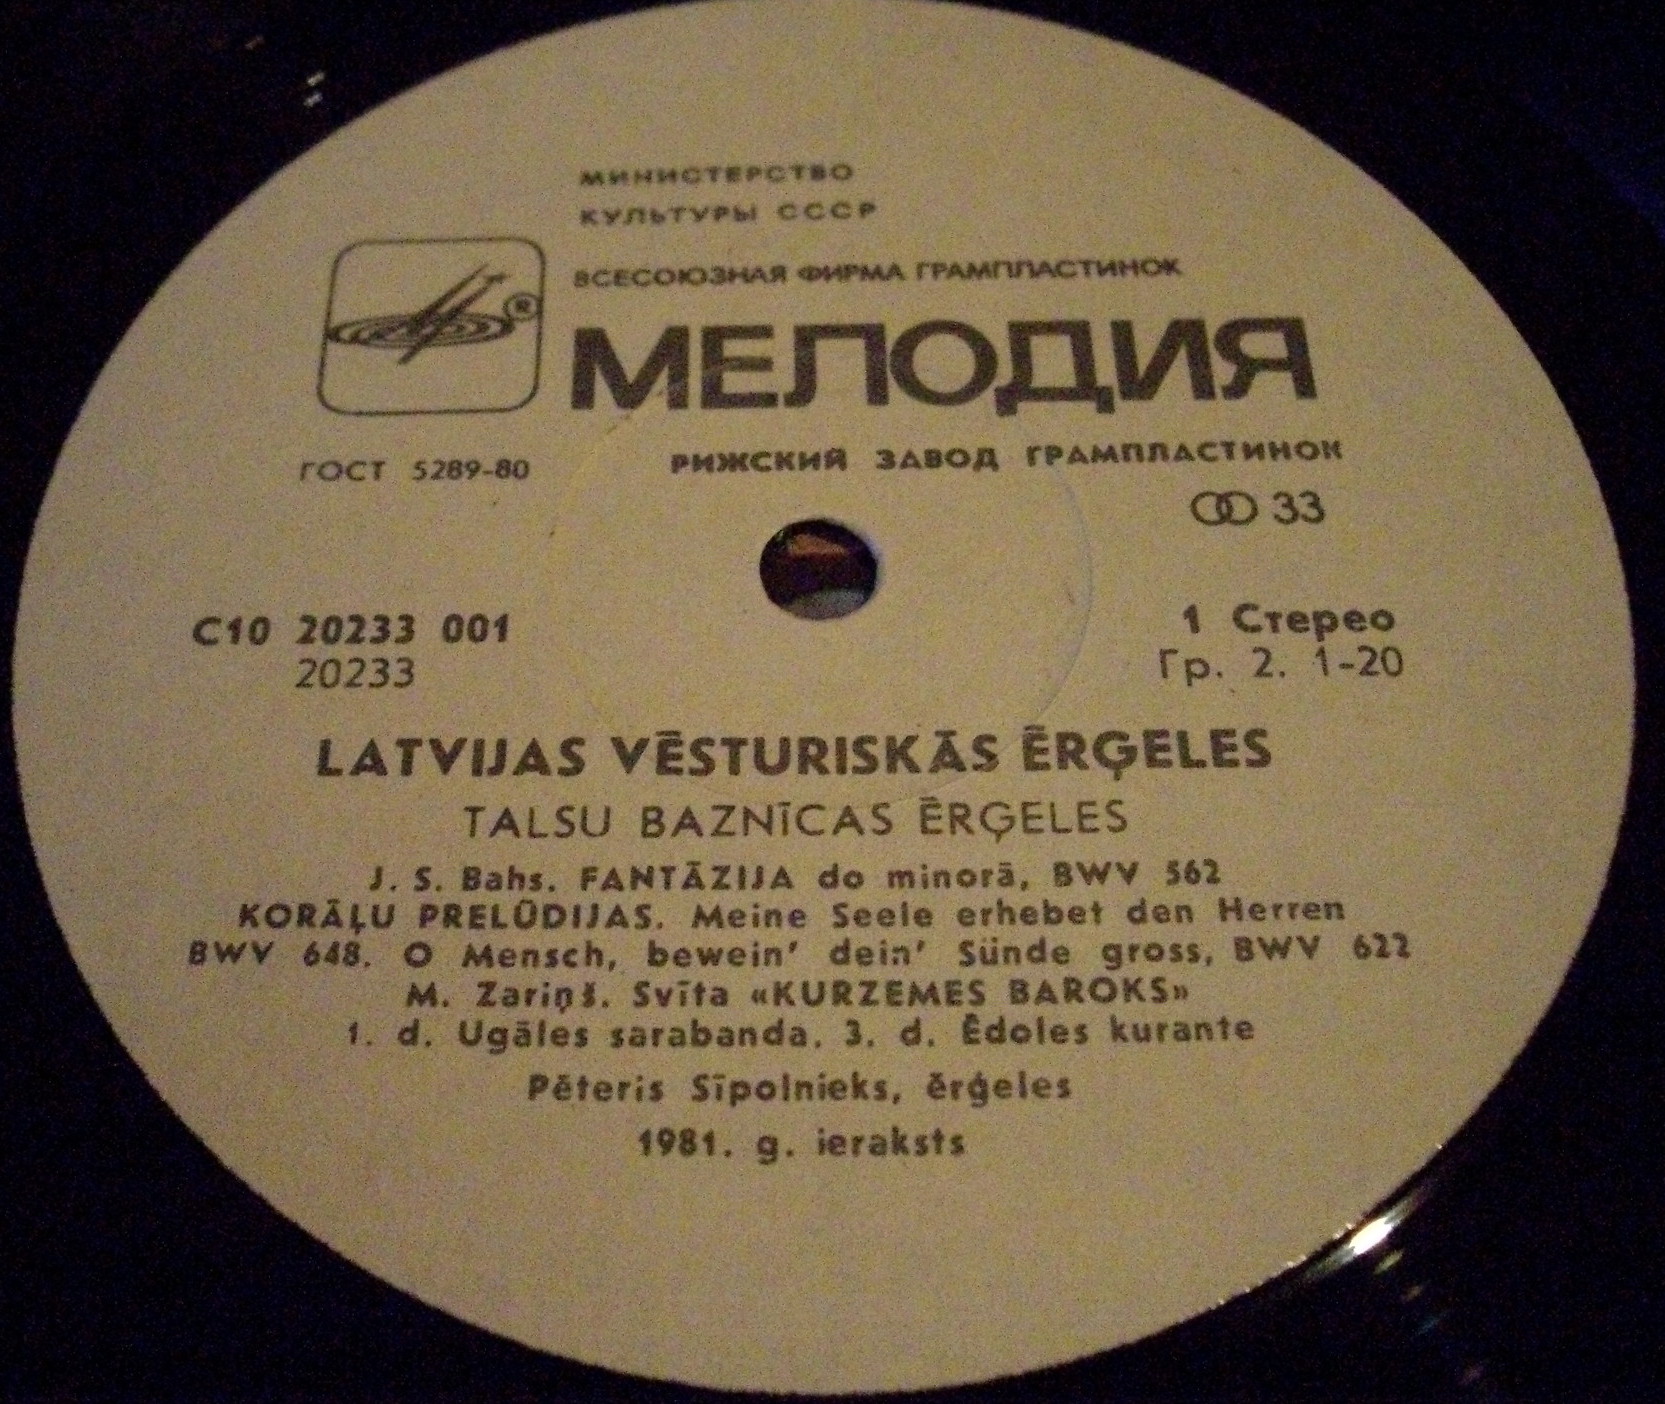 МИНИСТЕРСТВО
КУЛЬТУРЫ СССР
ВСЕСОЮЗНАЯ ФИРМА ГРАМПЛАСТИНОК
®
МЕЛОДИЯ
ГОСТ 5289-80
РИЖСКИЙ ЗАВОД ГРАМПЛАСТИНОК
33
С10 20233 001
20233
1 Стерео
Гр. 2. 1-20
LATVIJAS VĒSTURISKĀS ĒRĢELES
TALSU BAZNĪCAS ĒRĢELES
J. S. Bahs. FANTĀZIJA do minorā, BWV 562
KORĀĻU PRELŪDIJAS. Meine Seele erhebet den Herren
BWV 648. O Mensch, bewein’ dein’ Sünde gross, BWV 622
M. Zariņš. Svīta «KURZEMES BAROKS»
1. d. Ugāles sarabanda. 3. d. Ēdoles kurante
Pēteris Sīpolnieks, ērģeles
1981. g. ieraksts